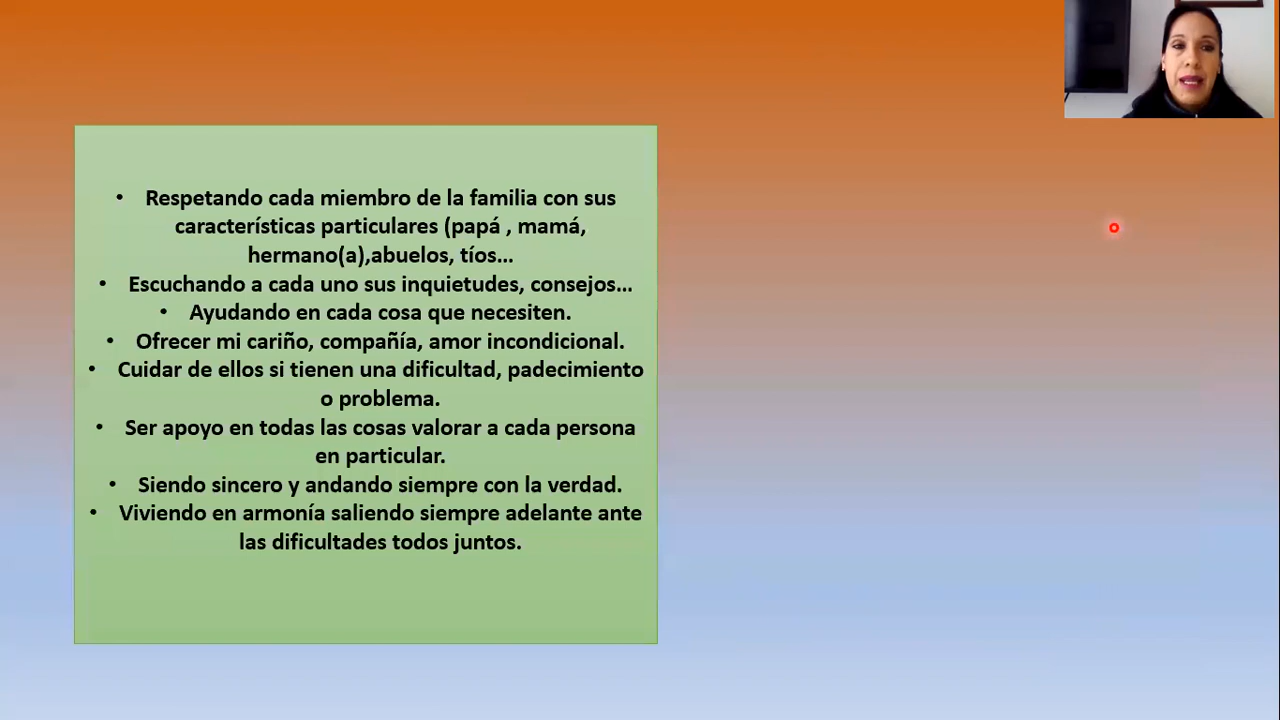 • Respetando cada miembro de la familia con sus
características particulares (papá , mamá,
hermano(a),abuelos, tíos...
• Escuchando a cada uno sus inquietudes, consejos...
• Ayudando en cada cosa que necesiten.
• Ofrecer mi cariño, compañía, amor incondicional.
• Cuidar de ellos si tienen una dificultad, padecimiento
o problema.
• Ser apoyo en todas las cosas valorar a cada persona
en particular.
• Siendo sincero y andando siempre con la verdad.
• Viviendo en armonía saliendo siempre adelante ante
las dificultades todos juntos.